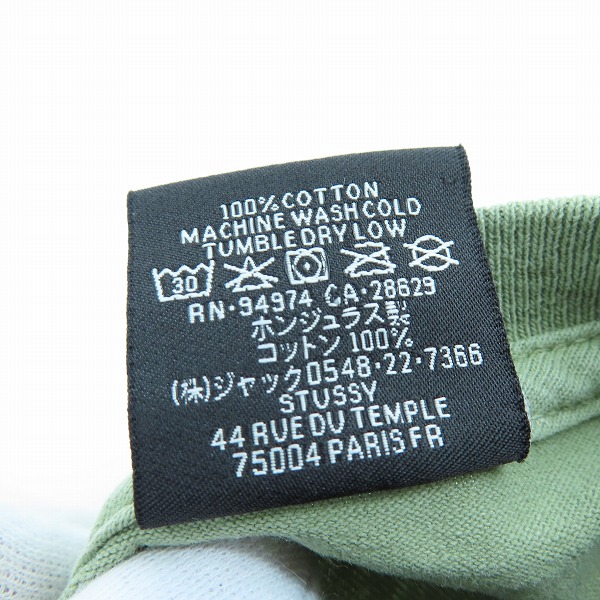 100% COTTON
MACHINE WASH COLD
TUMBLE DRY LOW
30
RN·94974 CA·28629
ホンジュラス製
コットン 100%
(株)ジャック0548·22·7366
STUSSY
44 RUE DU TEMPLE
75004 PARIS FR